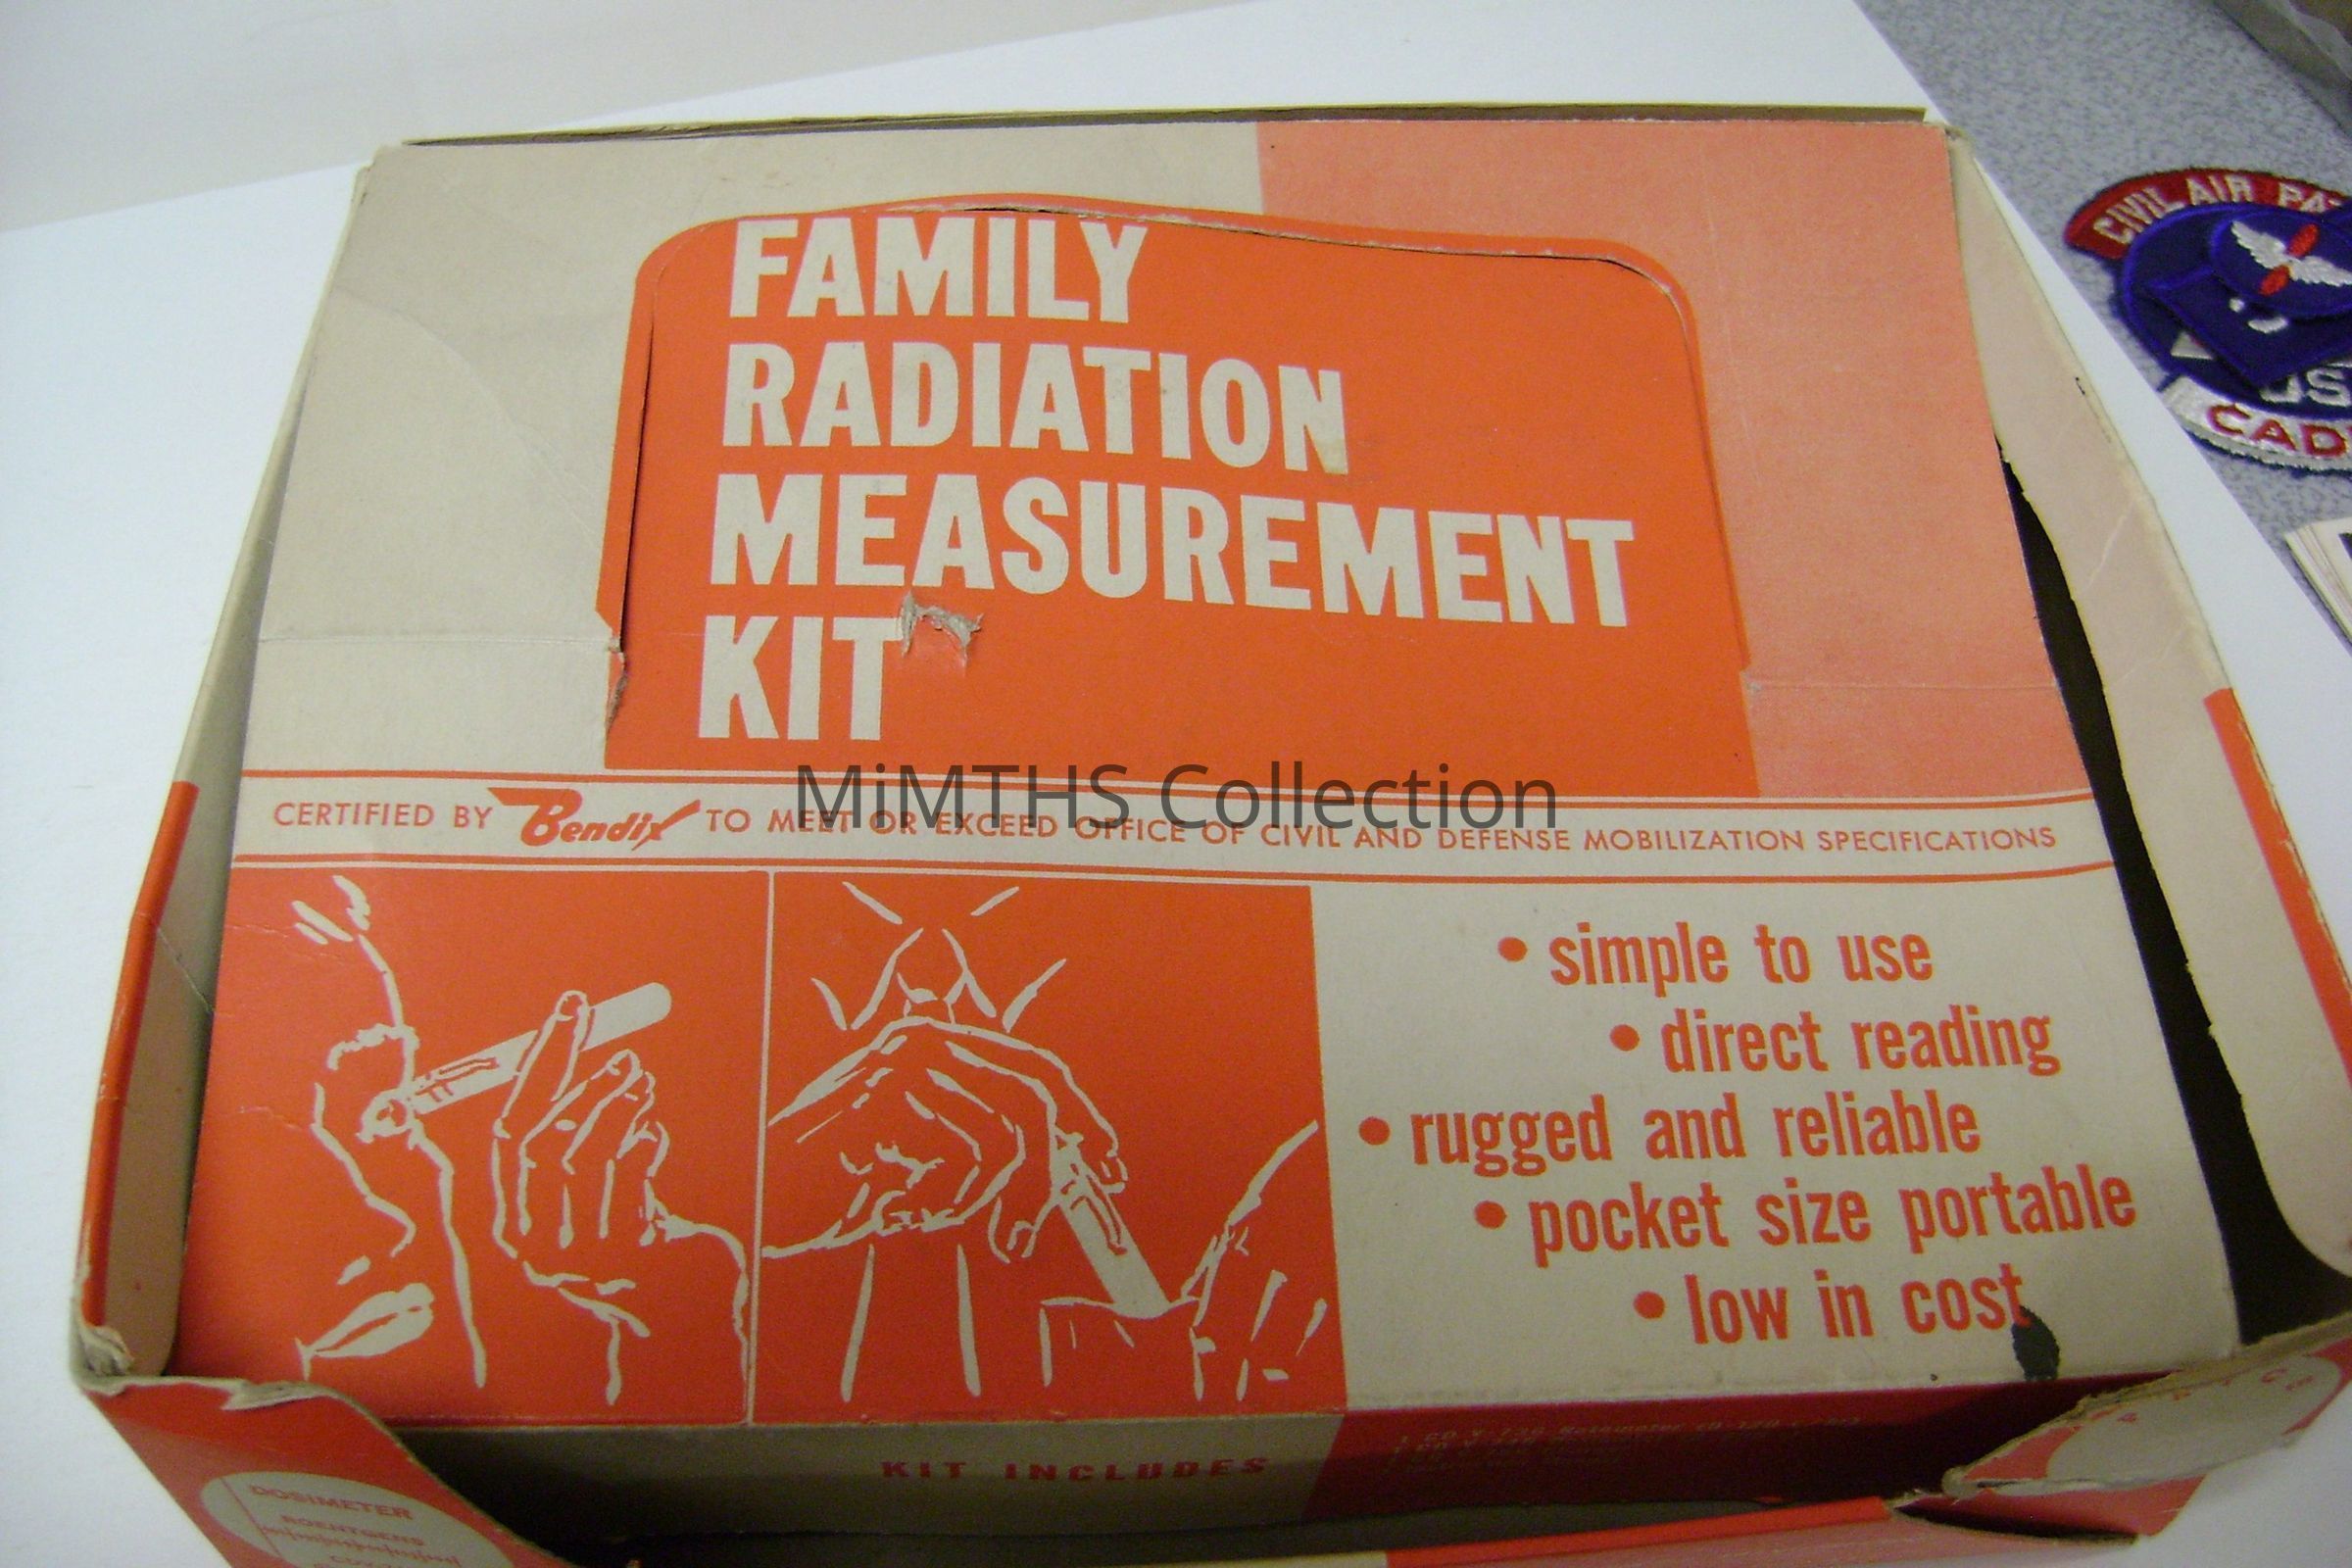 FAMILY
RADIATION
MEASUREMENT
KIT
CERTIFIED BY Bendix TO MEET OR EXCEED OFFICE OF CIVIL AND DEFENSE MOBILIZATION SPECIFICATIONS
MiMTHS Collection
• simple to use
• direct reading
• rugged and reliable
• pocket size portable
• low in cost
KIT INCLUDES
DOSIMETER
ROENTGENS
CIVIL AIR
CAD